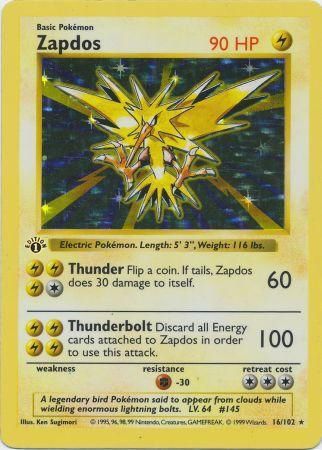 Basic Pokémon
Zapdos 90 HP
EDITION 1
Electric Pokémon. Length: 5' 3", Weight: 116 lbs.
Thunder Flip a coin. If tails, Zapdos
does 30 damage to itself.
60
Thunderbolt Discard all Energy
cards attached to Zapdos in order
to use this attack.
100
weakness resistance retreat cost
-30
A legendary bird Pokémon said to appear from clouds while
wielding enormous lightning bolts. LV. 64 #145
Illus. Ken Sugimori ©1995, 96, 98, 99 Nintendo, Creatures, GAMEFREAK. ©1999 Wizards. 16/102 ★